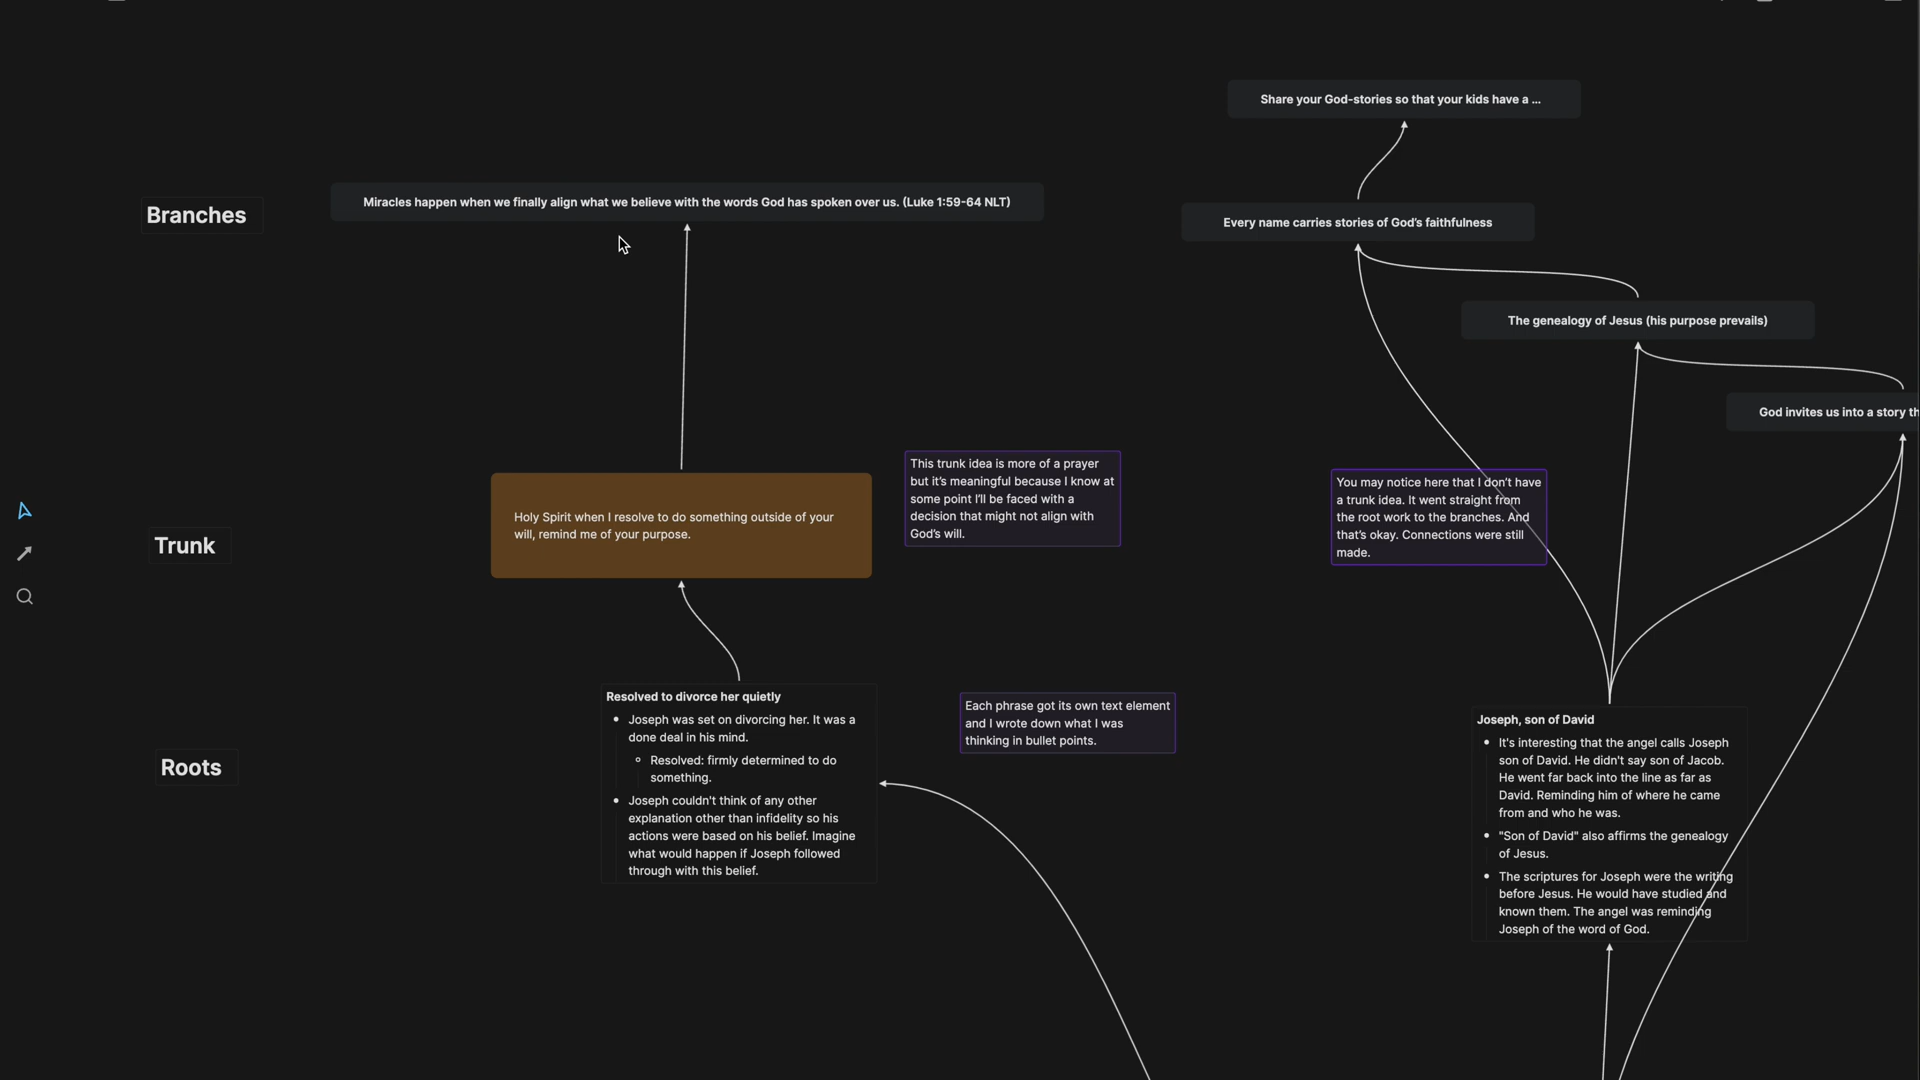 Share your God-stories so that your kids have a ...
Branches
Miracles happen when we finally align what we believe with the words God has spoken over us. (Luke 1:59-64 NLT)
Every name carries stories of God's faithfulness
The genealogy of Jesus (his purpose prevails)
God invites us into a story th
Trunk
Holy Spirit when I resolve to do something outside of your
will, remind me of your purpose.
This trunk idea is more of a prayer
but it's meaningful because I know at
some point I'll be faced with a
decision that might not align with
God's will.
You may notice here that I don't have
a trunk idea. It went straight from
the root work to the branches. And
that's okay. Connections were still
made.
Roots
Resolved to divorce her quietly
• Joseph was set on divorcing her. It was a
done deal in his mind.
◦ Resolved: firmly determined to do
something.
• Joseph couldn't think of any other
explanation other than infidelity so his
actions were based on his belief. Imagine
what would happen if Joseph followed
through with this belief.
Each phrase got its own text element
and I wrote down what I was
thinking in bullet points.
Joseph, son of David
• It's interesting that the angel calls Joseph
son of David. He didn't say son of Jacob.
He went far back into the line as far as
David. Reminding him of where he came
from and who he was.
• "Son of David" also affirms the genealogy
of Jesus.
• The scriptures for Joseph were the writing
before Jesus. He would have studied and
known them. The angel was reminding
Joseph of the word of God.